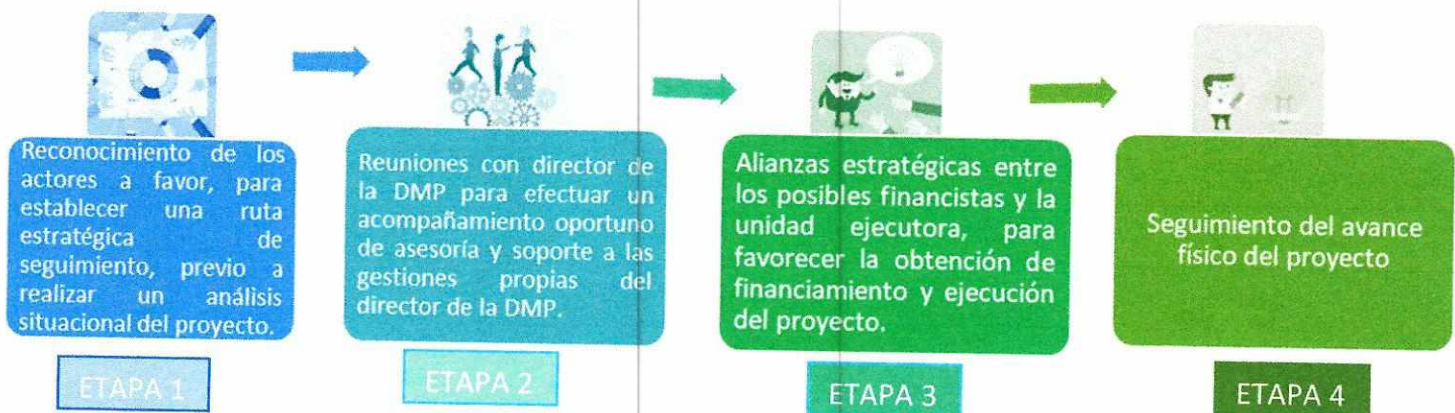 Reconocimiento de los
actores a favor, para
establecer una ruta
estratégica de
seguimiento, previo a
realizar un análisis
situacional del proyecto.
ETAPA 1
Reuniones con director de
la DMP para efectuar un
acompañamiento oportuno
de asesoría y soporte a las
gestiones propias del
director de la DMP.
ETAPA 2
Alianzas estratégicas entre
los posibles financistas y la
unidad ejecutora, para
favorecer la obtención de
financiamiento y ejecución
del proyecto.
ETAPA 3
Seguimiento del avance
físico del proyecto
ETAPA 4